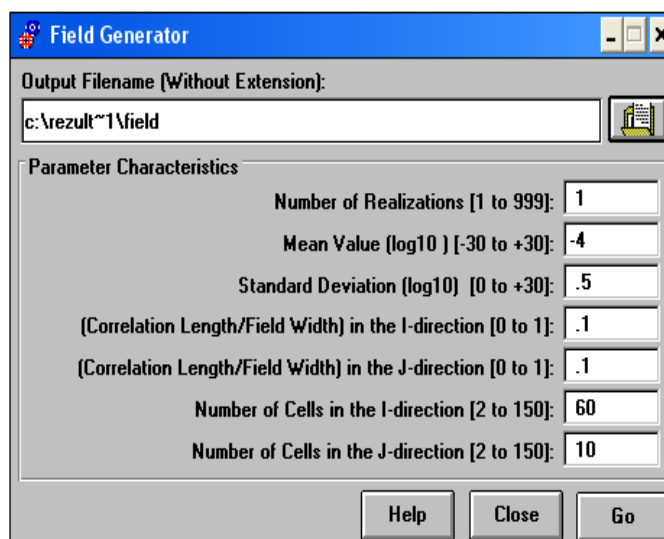 Field Generator
Output Filename (Without Extension):
c:\rezult~1\field
Parameter Characteristics
Number of Realizations [1 to 999]: 1
Mean Value (log10 ) [-30 to +30]: -4
Standard Deviation (log10) [0 to +30]: .5
(Correlation Length/Field Width) in the I-direction [0 to 1]: .1
(Correlation Length/Field Width) in the J-direction [0 to 1]: .1
Number of Cells in the I-direction [2 to 150]: 60
Number of Cells in the J-direction [2 to 150]: 10
Help Close Go